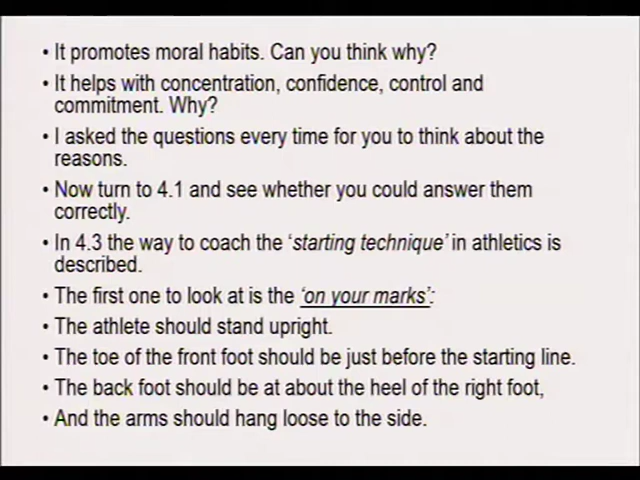 • It promotes moral habits. Can you think why?
• It helps with concentration, confidence, control and
commitment. Why?
• I asked the questions every time for you to think about the
reasons.
• Now turn to 4.1 and see whether you could answer them
correctly.
• In 4.3 the way to coach the ‘starting technique’ in athletics is
described.
• The first one to look at is the ‘on your marks’:
• The athlete should stand upright.
• The toe of the front foot should be just before the starting line.
• The back foot should be at about the heel of the right foot,
• And the arms should hang loose to the side.